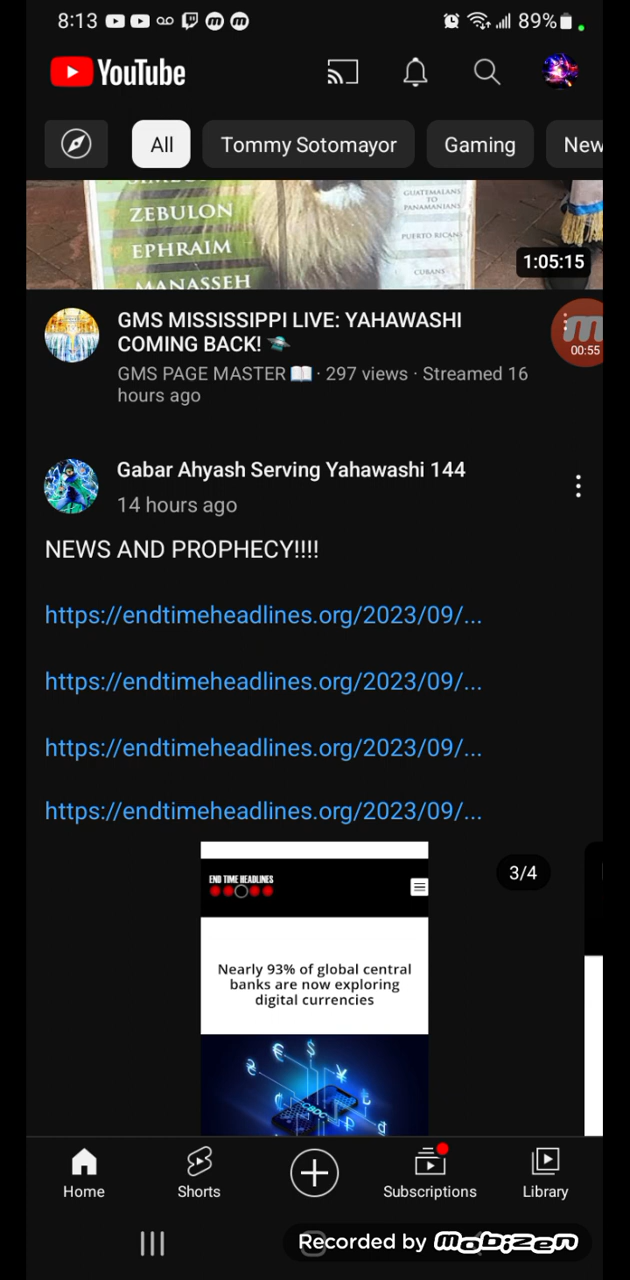 8:13
89%
YouTube
All
Tommy Sotomayor
Gaming
New
ZEBULON
EPHRAIM
MANASSEH
GUATEMALANS
TO
PANAMANIANS
PUERTO RICANS
CUBANS
1:05:15
GMS MISSISSIPPI LIVE: YAHAWASHI
COMING BACK! 🛸
GMS PAGE MASTER 📖 · 297 views · Streamed 16
hours ago
00:55
Gabar Ahyash Serving Yahawashi 144
14 hours ago
NEWS AND PROPHECY!!!!
https://endtimeheadlines.org/2023/09/...
https://endtimeheadlines.org/2023/09/...
https://endtimeheadlines.org/2023/09/...
https://endtimeheadlines.org/2023/09/...
3/4
END TIME HEADLINES
Nearly 93% of global central
banks are now exploring
digital currencies
CBDC
Home
Shorts
Subscriptions
Library
Recorded by mobizen